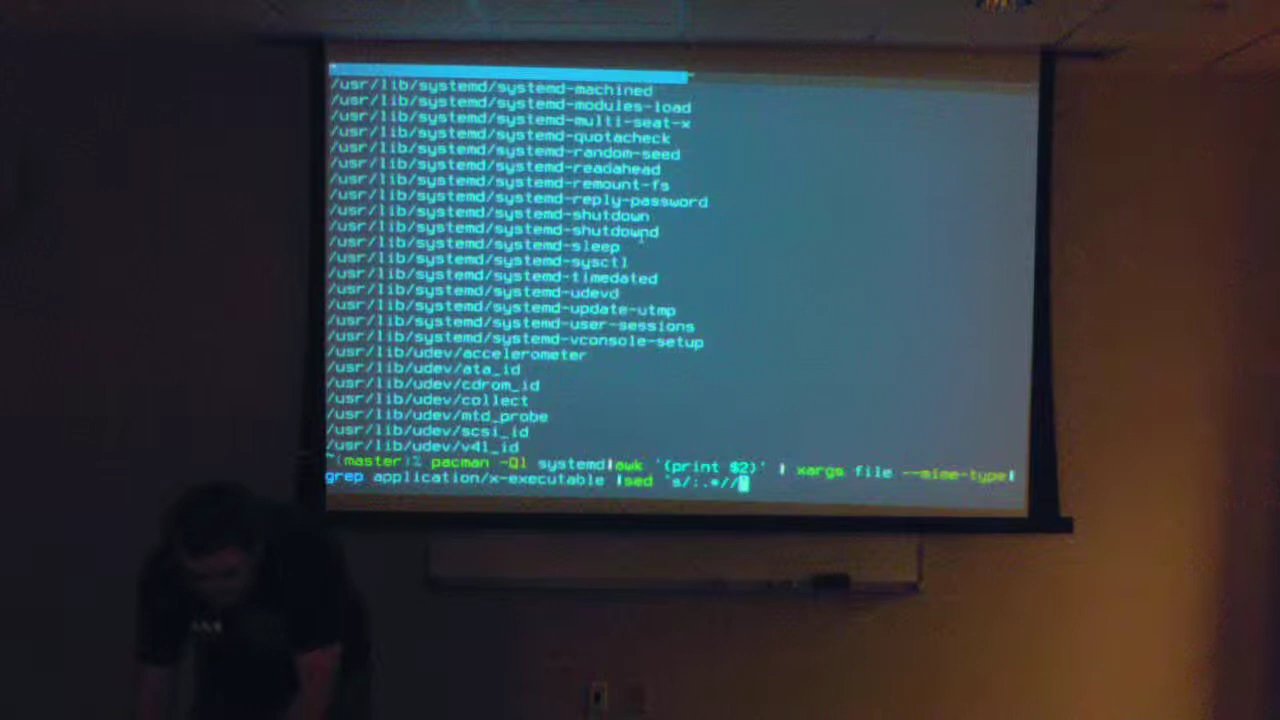 /usr/lib/systemd/systemd-machined
/usr/lib/systemd/systemd-modules-load
/usr/lib/systemd/systemd-multi-seat-x
/usr/lib/systemd/systemd-quotacheck
/usr/lib/systemd/systemd-random-seed
/usr/lib/systemd/systemd-readahead
/usr/lib/systemd/systemd-remount-fs
/usr/lib/systemd/systemd-reply-password
/usr/lib/systemd/systemd-shutdown
/usr/lib/systemd/systemd-shutdownd
/usr/lib/systemd/systemd-sleep
/usr/lib/systemd/systemd-sysctl
/usr/lib/systemd/systemd-timedated
/usr/lib/systemd/systemd-udevd
/usr/lib/systemd/systemd-update-utmp
/usr/lib/systemd/systemd-user-sessions
/usr/lib/systemd/systemd-vconsole-setup
/usr/lib/udev/accelerometer
/usr/lib/udev/ata_id
/usr/lib/udev/cdrom_id
/usr/lib/udev/collect
/usr/lib/udev/mtd_probe
/usr/lib/udev/scsi_id
/usr/lib/udev/v4l_id
~(master)% pacman -Ql systemd|awk '{print $2}' | xargs file --mime-type|
grep application/x-executable |sed 's/:.*//